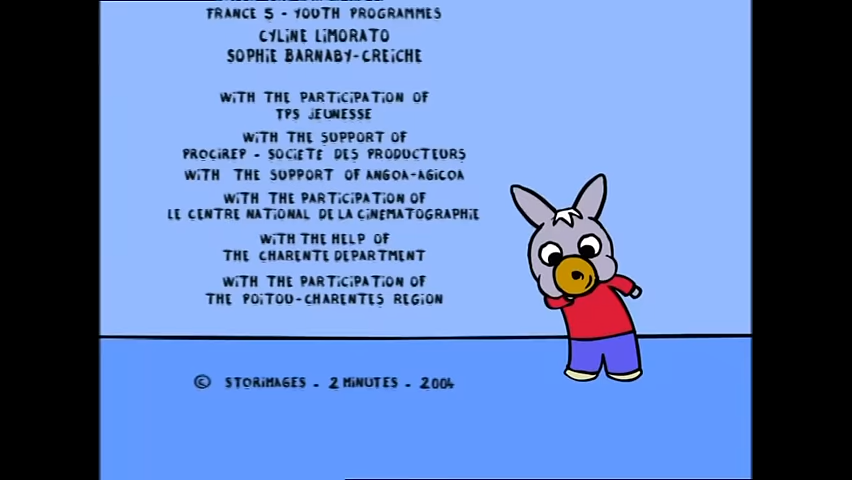 FRANCE 5 - YOUTH PROGRAMMES
CYLINE LIMORATO
SOPHIE BARNABY-CREICHE
WITH THE PARTICIPATION OF
TPS JEUNESSE
WITH THE SUPPORT OF
PROCIREP - SOCIETE DES PRODUCTEURS
WITH THE SUPPORT OF ANGOA-AGICOA
WITH THE PARTICIPATION OF
LE CENTRE NATIONAL DE LA CINEMATOGRAPHIE
WITH THE HELP OF
THE CHARENTE DEPARTMENT
WITH THE PARTICIPATION OF
THE POITOU-CHARENTES REGION
© STORIMAGES - 2 MINUTES - 2004